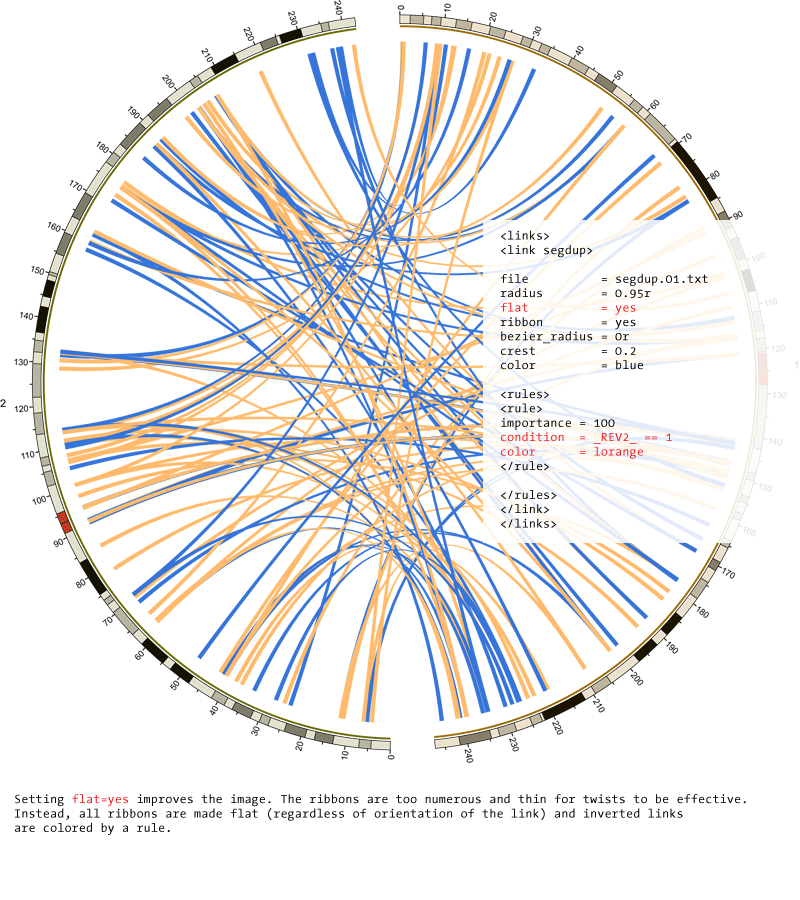 0
10
20
30
40
50
60
70
80
90
100
110
120
130
140
150
160
170
180
190
200
210
220
230
240
0
10
20
30
40
50
60
70
80
90
100
110
120
130
140
150
160
170
180
190
200
210
220
230
240
2
1
<links>
<link segdup>
file = segdup.01.txt
radius = 0.95r
flat = yes
ribbon = yes
bezier_radius = 0r
crest = 0.2
color = blue
<rules>
<rule>
importance = 100
condition = _REV2_ == 1
color = lorange
</rule>
</rules>
</link>
</links>
Setting flat=yes improves the image. The ribbons are too numerous and thin for twists to be effective.
Instead, all ribbons are made flat (regardless of orientation of the link) and inverted links
are colored by a rule.